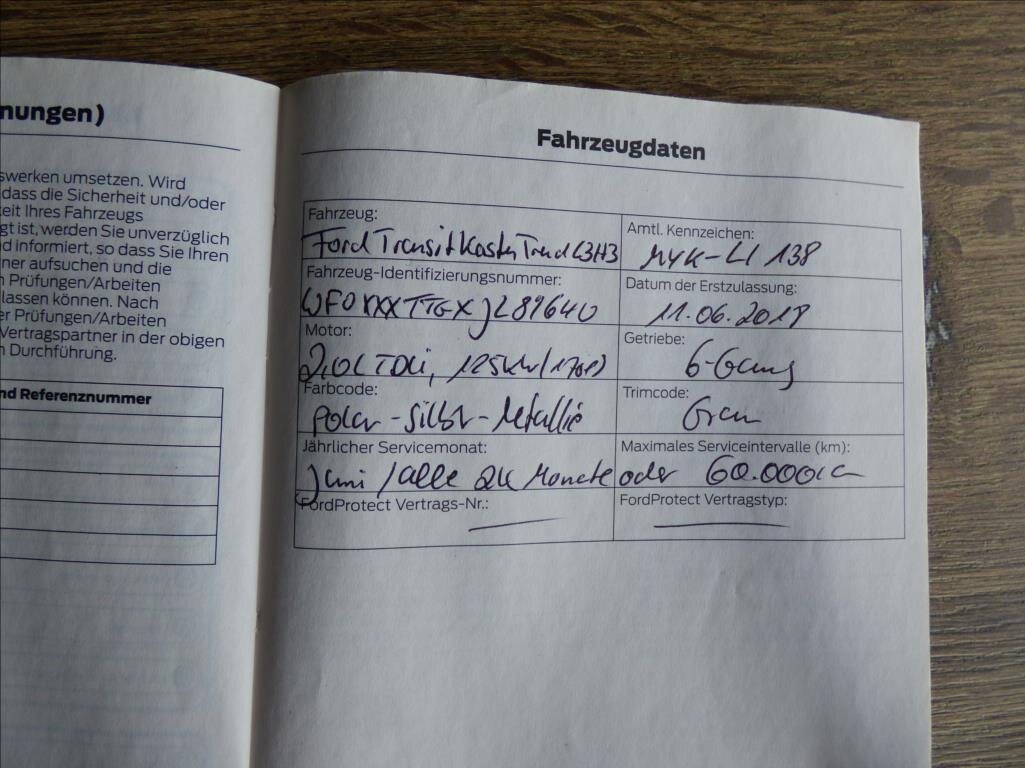 nungen)
swerken umsetzen. Wird
dass die Sicherheit und/oder
eit Ihres Fahrzeugs
gt ist, werden Sie unverzüglich
d informiert, so dass Sie Ihren
ner aufsuchen und die
n Prüfungen/Arbeiten
lassen können. Nach
er Prüfungen/Arbeiten
Vertragspartner in der obigen
n Durchführung.
nd Referenznummer
Fahrzeugdaten
Fahrzeug:
Ford Transit Kasten Trend L3H3
Amtl. Kennzeichen:
MYK-LI 138
Fahrzeug-Identifizierungsnummer:
Datum der Erstzulassung:
11.06.2018
Motor:
2,0L TDCi, 125kW/(170PS)
Getriebe:
6-Gang
Farbcode:
Polar-Silber-Metallic
Trimcode:
Grau
Jährlicher Servicemonat:
Juni / alle 24 Monate oder
Maximales Serviceintervalle (km):
60.000km
FordProtect Vertrags-Nr.:
FordProtect Vertragstyp: